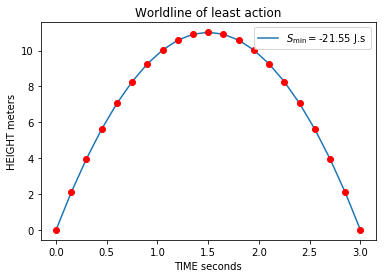 Worldline of least action
S_min = -21.55 J.s
HEIGHT meters
10
8
6
4
2
0
0.0 0.5 1.0 1.5 2.0 2.5 3.0
TIME seconds